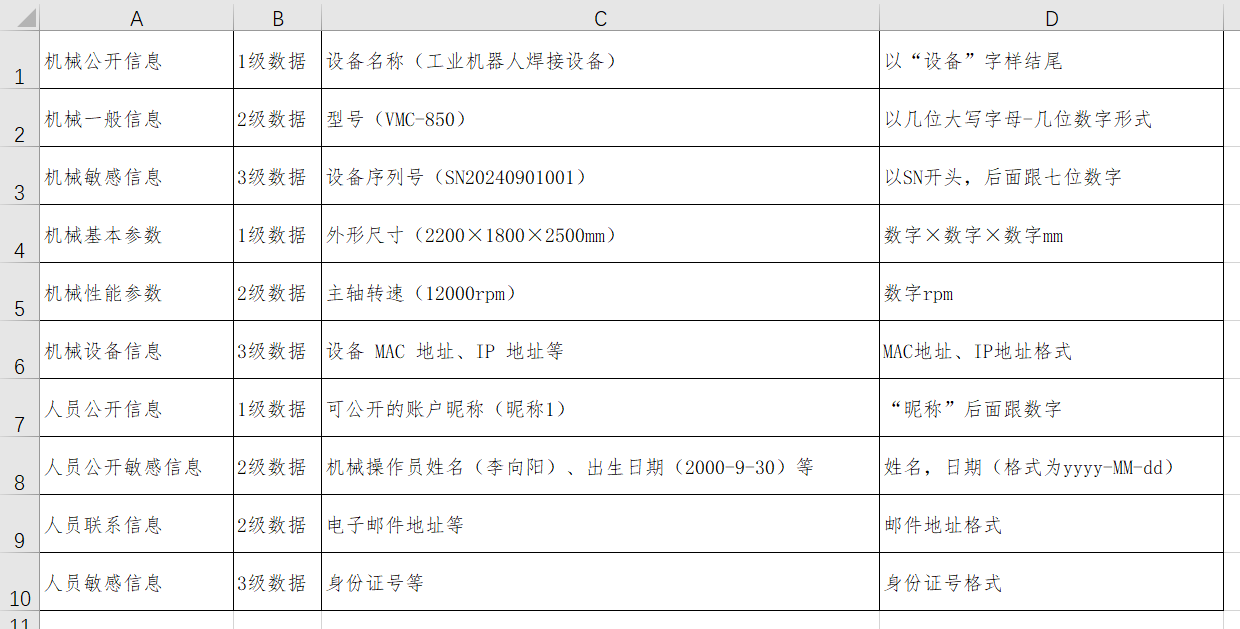 A B C D
1 机械公开信息 1级数据 设备名称（工业机器人焊接设备） 以“设备”字样结尾
2 机械一般信息 2级数据 型号（VMC-850） 以几位大写字母-几位数字形式
3 机械敏感信息 3级数据 设备序列号（SN20240901001） 以SN开头，后面跟七位数字
4 机械基本参数 1级数据 外形尺寸（2200×1800×2500mm） 数字×数字×数字mm
5 机械性能参数 2级数据 主轴转速（12000rpm） 数字rpm
6 机械设备信息 3级数据 设备 MAC 地址、IP 地址等 MAC地址、IP地址格式
7 人员公开信息 1级数据 可公开的账户昵称（昵称1） “昵称”后面跟数字
8 人员公开敏感信息 2级数据 机械操作员姓名（李向阳）、出生日期（2000-9-30）等 姓名，日期（格式为yyyy-MM-dd）
9 人员联系信息 2级数据 电子邮件地址等 邮件地址格式
10 人员敏感信息 3级数据 身份证号等 身份证号格式
11